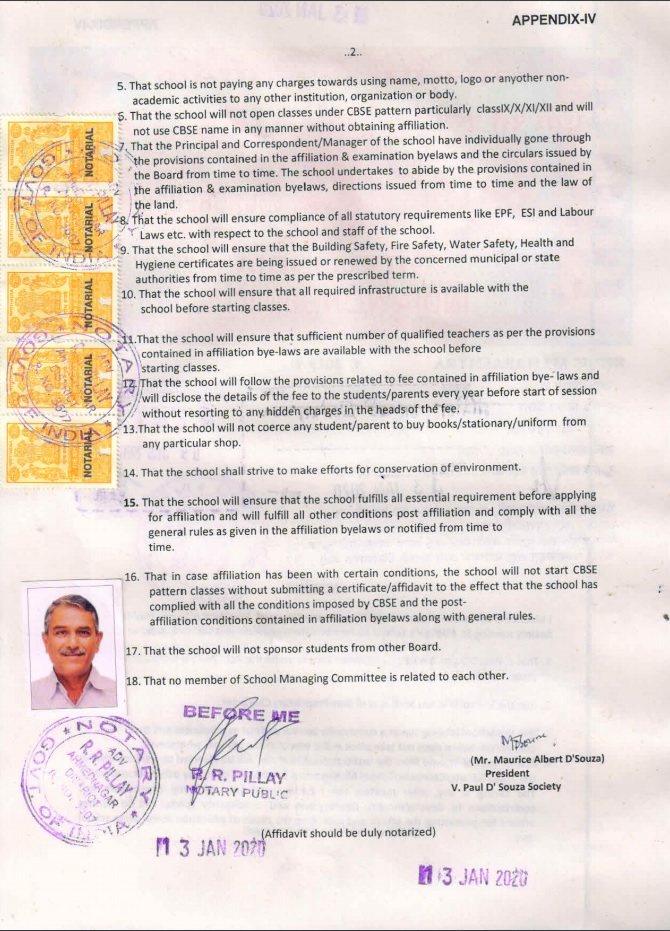 APPENDIX-IV
..2..
5. That school is not paying any charges towards using name, motto, logo or anyother non-
academic activities to any other institution, organization or body.
6. That the school will not open classes under CBSE pattern particularly classIX/X/XI/XII and will
not use CBSE name in any manner without obtaining affiliation.
7. That the Principal and Correspondent/Manager of the school have individually gone through
the provisions contained in the affiliation & examination byelaws and the circulars issued by
the Board from time to time. The school undertakes to abide by the provisions contained in
the affiliation & examination byelaws, directions issued from time to time and the law of
the land.
8. That the school will ensure compliance of all statutory requirements like EPF, ESI and Labour
Laws etc. with respect to the school and staff of the school.
9. That the school will ensure that the Building Safety, Fire Safety, Water Safety, Health and
Hygiene certificates are being issued or renewed by the concerned municipal or state
authorities from time to time as per the prescribed term.
10. That the school will ensure that all required infrastructure is available with the
school before starting classes.
11.That the school will ensure that sufficient number of qualified teachers as per the provisions
contained in affiliation bye-laws are available with the school before
starting classes.
12. That the school will follow the provisions related to fee contained in affiliation bye- laws and
will disclose the details of the fee to the students/parents every year before start of session
without resorting to any hidden charges in the heads of the fee.
13.That the school will not coerce any student/parent to buy books/stationary/uniform from
any particular shop.
14. That the school shall strive to make efforts for conservation of environment.
15. That the school will ensure that the school fulfills all essential requirement before applying
for affiliation and will fulfill all other conditions post affiliation and comply with all the
general rules as given in the affiliation byelaws or notified from time to
time.
16. That in case affiliation has been with certain conditions, the school will not start CBSE
pattern classes without submitting a certificate/affidavit to the effect that the school has
complied with all the conditions imposed by CBSE and the post-
affiliation conditions contained in affiliation byelaws along with general rules.
17. That the school will not sponsor students from other Board.
18. That no member of School Managing Committee is related to each other.
NOTARIAL
NOTARIAL
NOTARIAL
NOTARIAL
NOTARIAL
BEFORE ME
R. R. PILLAY
NOTARY PUBLIC
NOTARY
ADV
R.R. PILLAY
AHMEDNAGAR
DISTRICT
GOVT. OF INDIA
(Mr. Maurice Albert D'Souza)
President
V. Paul D' Souza Society
(Affidavit should be duly notarized)
13 JAN 2020
13 JAN 2020